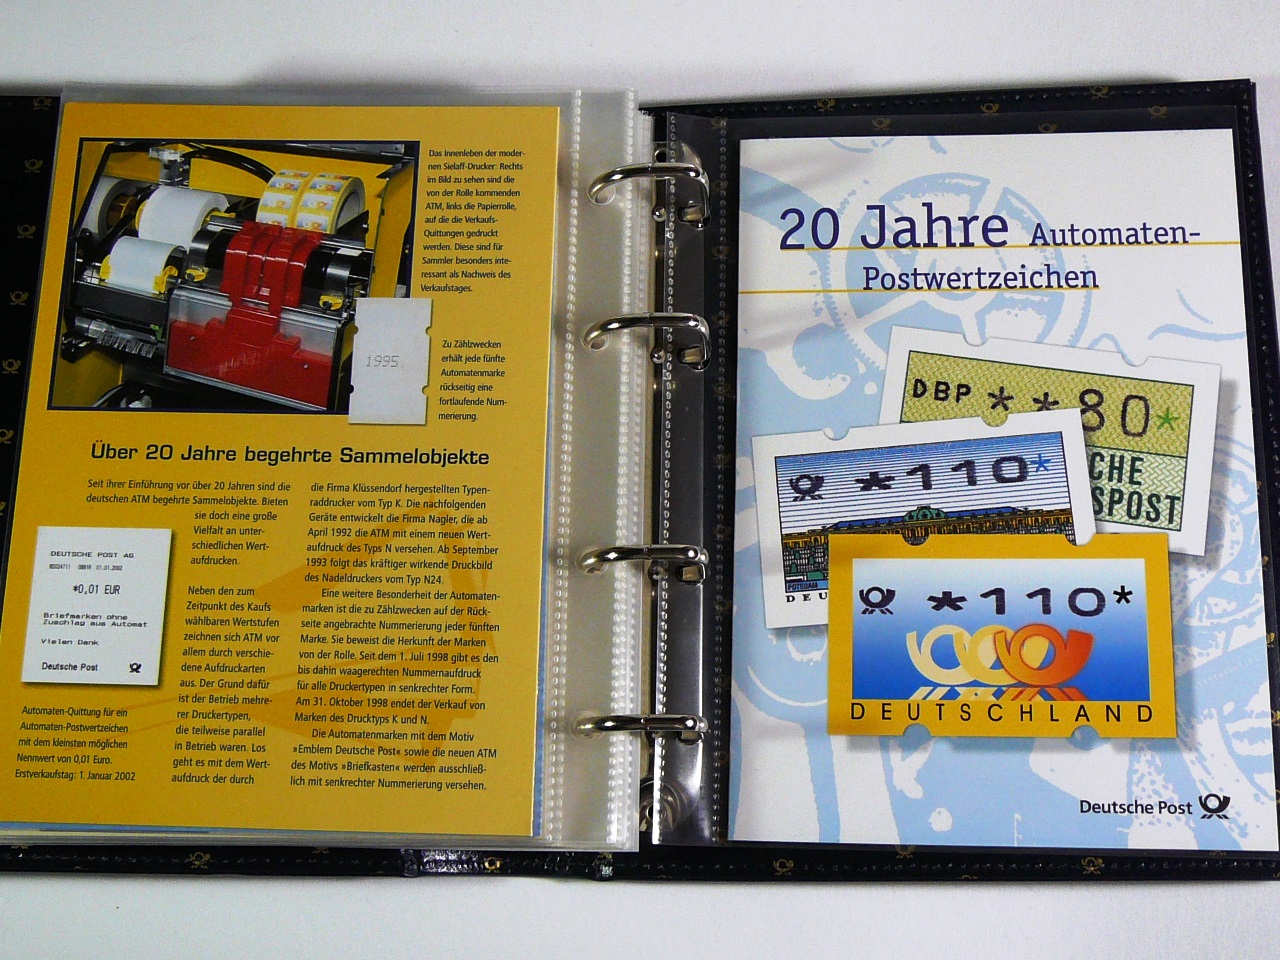 Das Innenleben der moder-
nen Sielaff-Drucker: Rechts
im Bild zu sehen sind die
von der Rolle kommenden
ATM, links die Papierrolle,
auf die die Verkaufs-
Quittungen gedruckt
werden. Diese sind für
Sammler besonders inte-
ressant als Nachweis des
Verkaufstages.
1995
Zu Zählzwecken
erhält jede fünfte
Automatenmarke
rückseitig eine
fortlaufende Num-
merierung.
Über 20 Jahre begehrte Sammelobjekte
Seit ihrer Einführung vor über 20 Jahren sind die
deutschen ATM begehrte Sammelobjekte. Bieten
sie doch eine große
Vielfalt an unter-
schiedlichen Wert-
aufdrucken.
Neben den zum
Zeitpunkt des Kaufs
wählbaren Wertstufen
zeichnen sich ATM vor
allem durch verschie-
dene Aufdruckarten
aus. Der Grund dafür
ist der Betrieb mehre-
rer Druckertypen,
die teilweise parallel
in Betrieb waren. Los
geht es mit dem Wert-
aufdruck der durch
die Firma Klüssendorf hergestellten Typen-
raddrucker vom Typ K. Die nachfolgenden
Geräte entwickelt die Firma Nagler, die ab
April 1992 die ATM mit einem neuen Wert-
aufdruck des Typs N versehen. Ab September
1993 folgt das kräftiger wirkende Druckbild
des Nadeldruckers vom Typ N24.
Eine weitere Besonderheit der Automaten-
marken ist die zu Zählzwecken auf der Rück-
seite angebrachte Nummerierung jeder fünften
Marke. Sie beweist die Herkunft der Marken
von der Rolle. Seit dem 1. Juli 1998 gibt es den
bis dahin waagerechten Nummernaufdruck
für alle Druckertypen in senkrechter Form.
Am 31. Oktober 1998 endet der Verkauf von
Marken des Drucktyps K und N.
Die Automatenmarken mit dem Motiv
»Emblem Deutsche Post« sowie die neuen ATM
des Motivs »Briefkasten« werden ausschließ-
lich mit senkrechter Nummerierung versehen.
DEUTSCHE POST AG
01.01.2002
*0,01 EUR
Briefmarken ohne
Zuschlag aus Automat
Vielen Dank
Deutsche Post
Automaten-Quittung für ein
Automaten-Postwertzeichen
mit dem kleinsten möglichen
Nennwert von 0,01 Euro.
Erstverkaufstag: 1. Januar 2002
20 Jahre Automaten-
Postwertzeichen
DBP **80*
CHE
SPOST
*110*
POTSDAM
DEU
*110*
DEUTSCHLAND
Deutsche Post